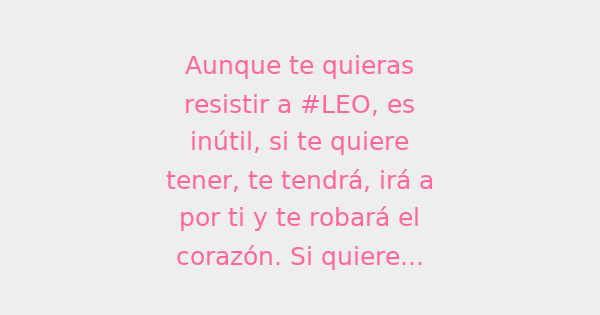 Aunque te quieras
resistir a #LEO, es
inútil, si te quiere
tener, te tendrá, irá a
por ti y te robará el
corazón. Si quiere...